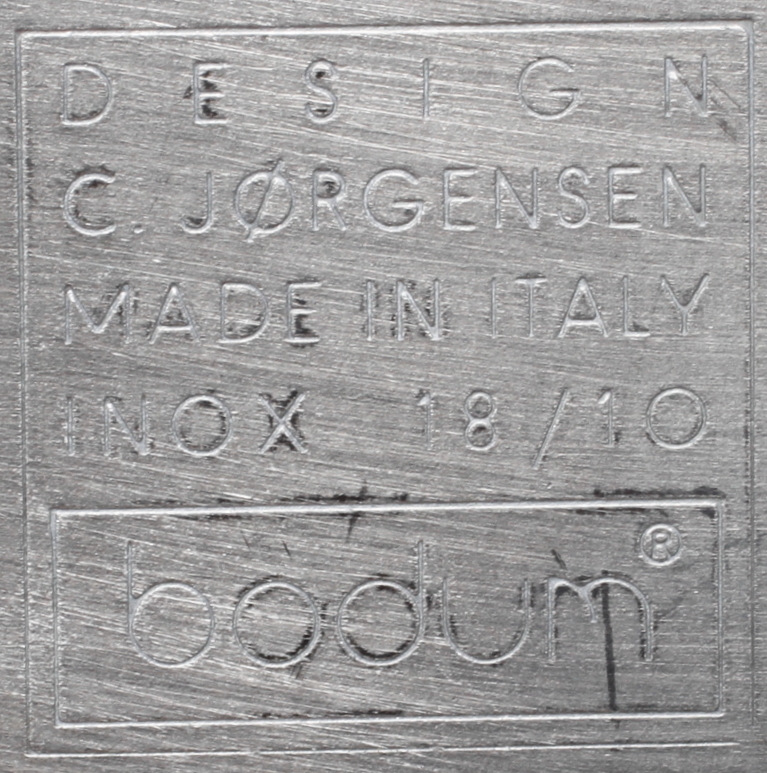 DESIGN
C. JØRGENSEN
MADE IN ITALY
INOX 18/10
bodum®